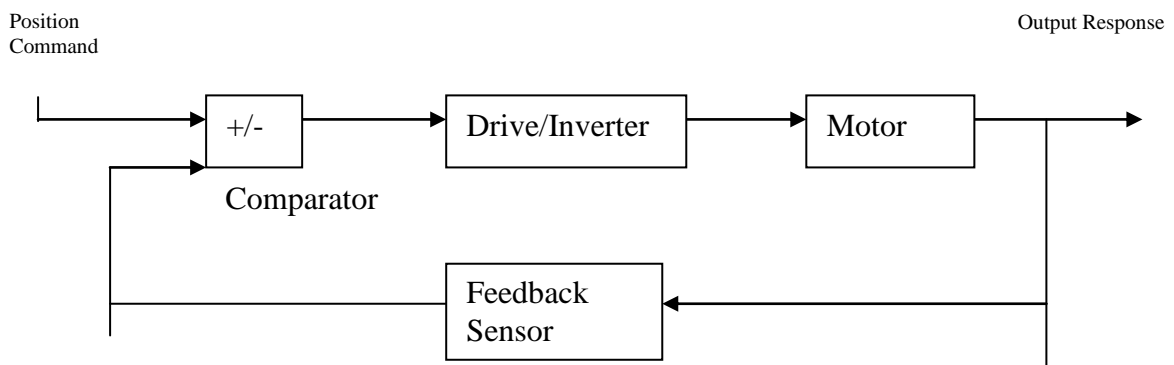 Position
Command
Output Response
+/-
Drive/Inverter
Motor
Comparator
Feedback
Sensor